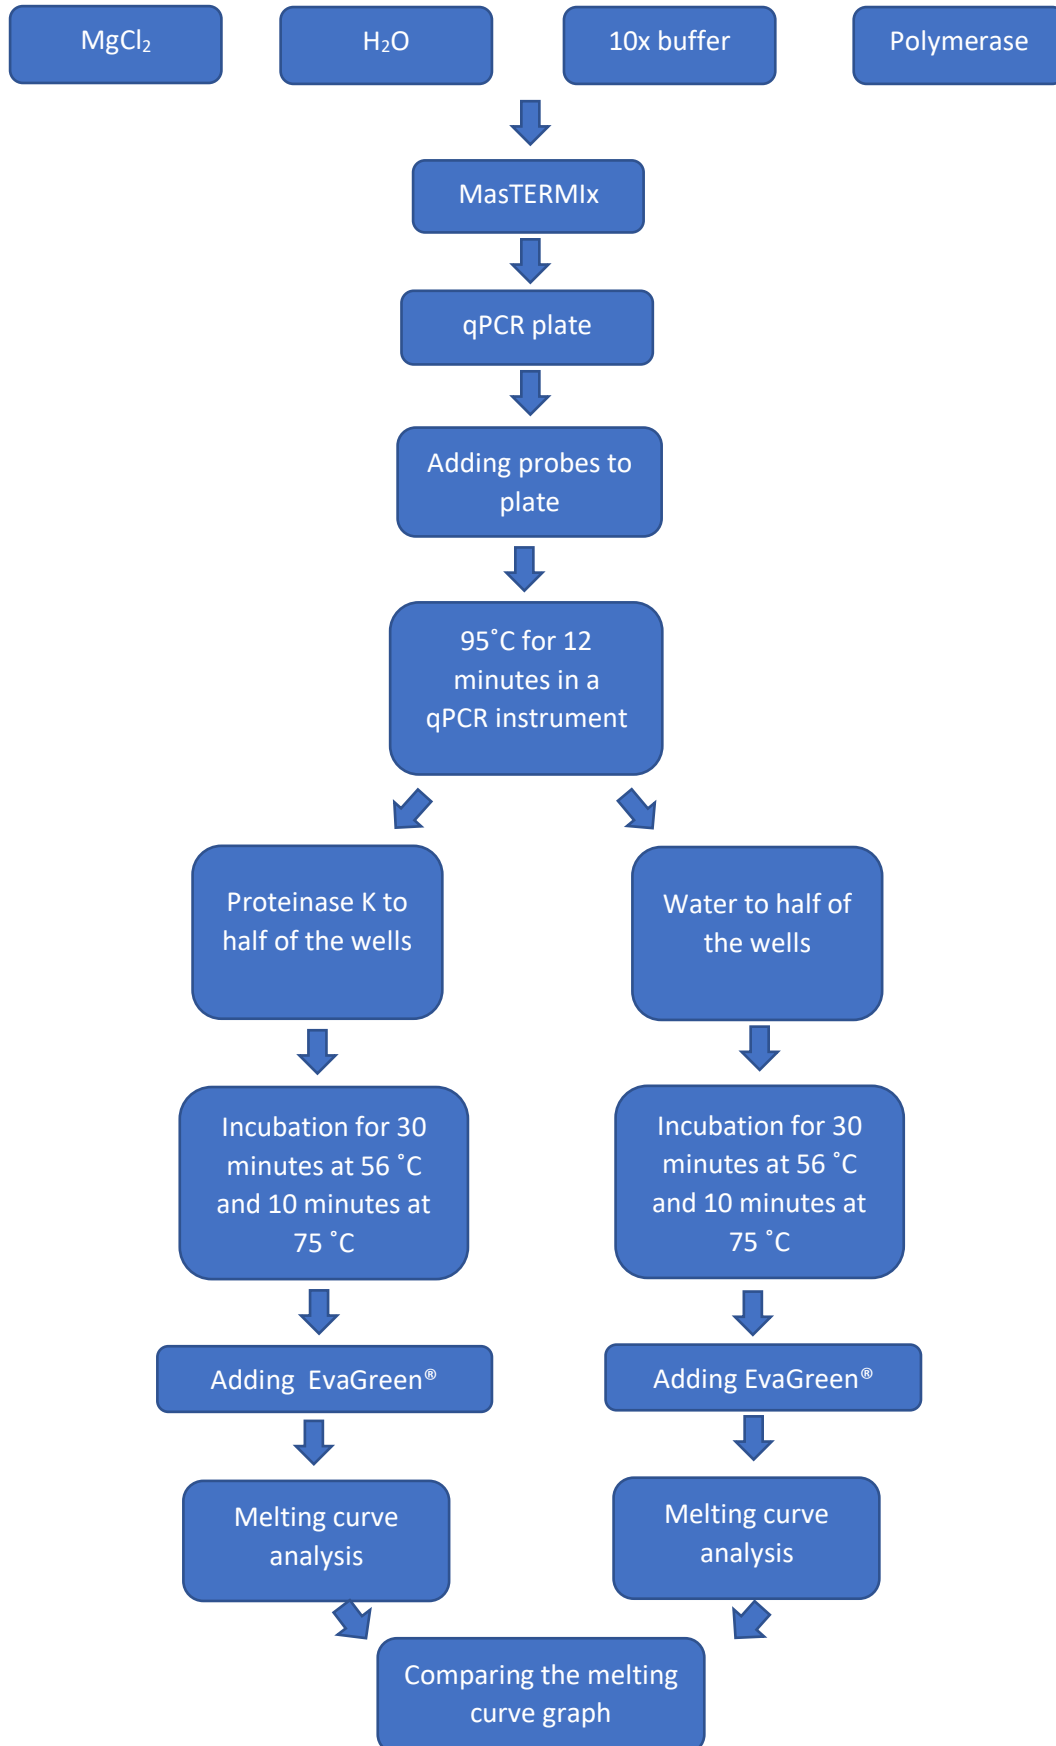 MgCl₂
H₂O
10x buffer
Polymerase
MasTERMIx
qPCR plate
Adding probes to
plate
95˚C for 12
minutes in a
qPCR instrument
Proteinase K to
half of the wells
Water to half of
the wells
Incubation for 30
minutes at 56 ˚C
and 10 minutes at
75 ˚C
Incubation for 30
minutes at 56 ˚C
and 10 minutes at
75 ˚C
Adding  EvaGreen®
Adding EvaGreen®
Melting curve
analysis
Melting curve
analysis
Comparing the melting
curve graph